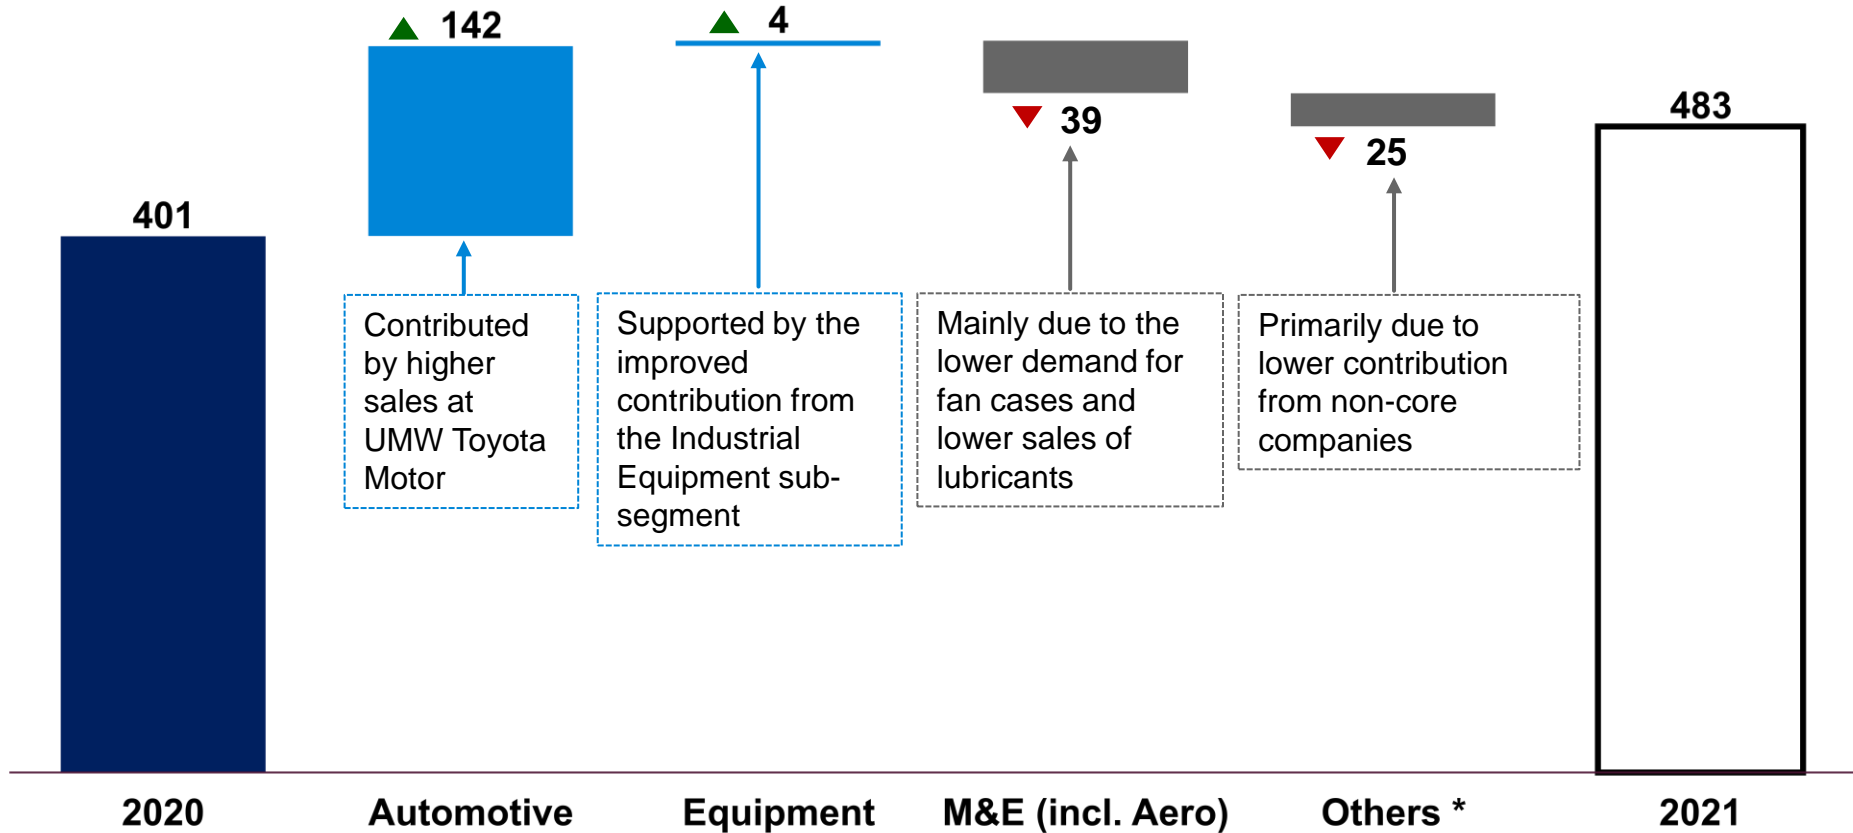 142
4
39
25
401
483
Contributed
by higher
sales at
UMW Toyota
Motor
Supported by the
improved
contribution from
the Industrial
Equipment sub-
segment
Mainly due to the
lower demand for
fan cases and
lower sales of
lubricants
Primarily due to
lower contribution
from non-core
companies
2020
Automotive
Equipment
M&E (incl. Aero)
Others *
2021